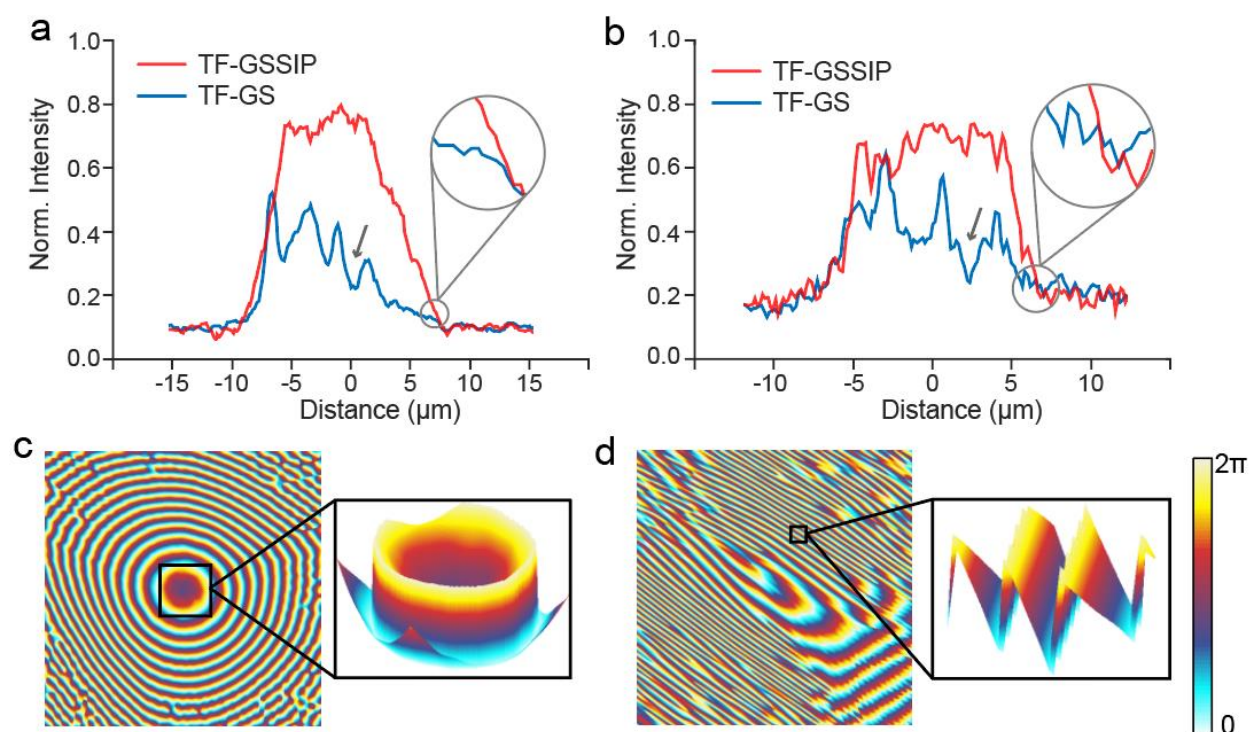 a
1.0
0.8
0.6
0.4
0.2
0.0
Norm. Intensity
TF-GSSIP
TF-GS
-15 -10 -5 0 5 10 15
Distance (μm)
b
1.0
0.8
0.6
0.4
0.2
0.0
Norm. Intensity
TF-GSSIP
TF-GS
-10 -5 0 5 10
Distance (μm)
c
d
2π
0